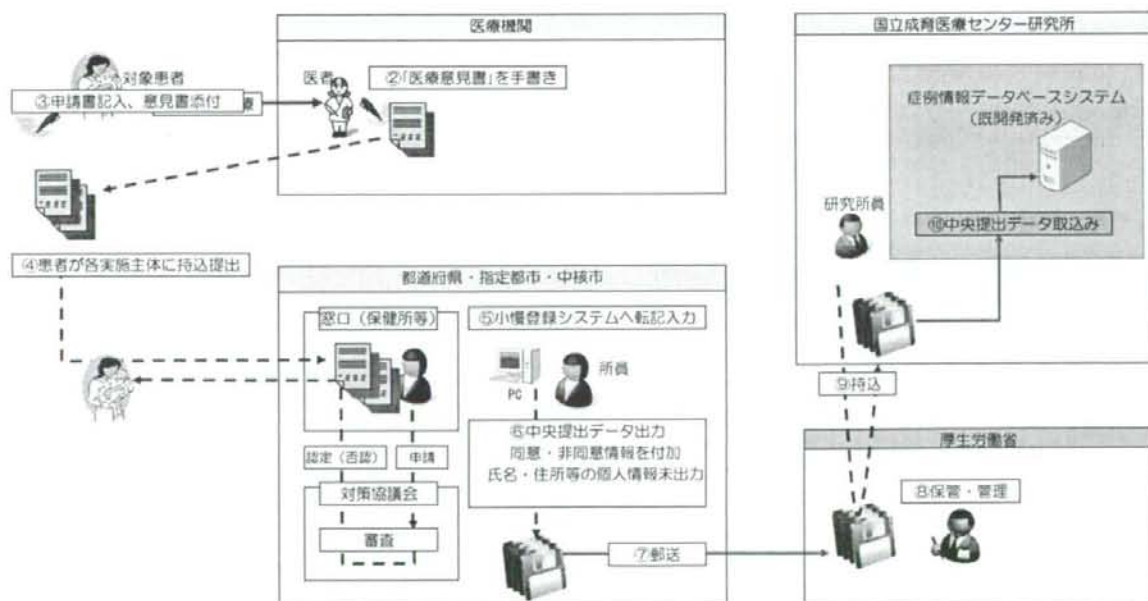 医療機関
対象患者
医者
②「医療意見書」を手書き
③申請書記入、意見書添付
療
④患者が各実施主体に持込提出
都道府県・指定都市・中核市
窓口(保健所等)
⑤小慢登録システムへ転記入力
所員
PC
⑥中央提出データ出力
同意・非同意情報を付加
氏名・住所等の個人情報未出力
認定(否認)
申請
対策協議会
審査
⑦郵送
国立成育医療センター研究所
症例情報データベースシステム
(既開発済み)
研究所員
⑩中央提出データ取込み
⑨持込
厚生労働省
⑧保管・管理